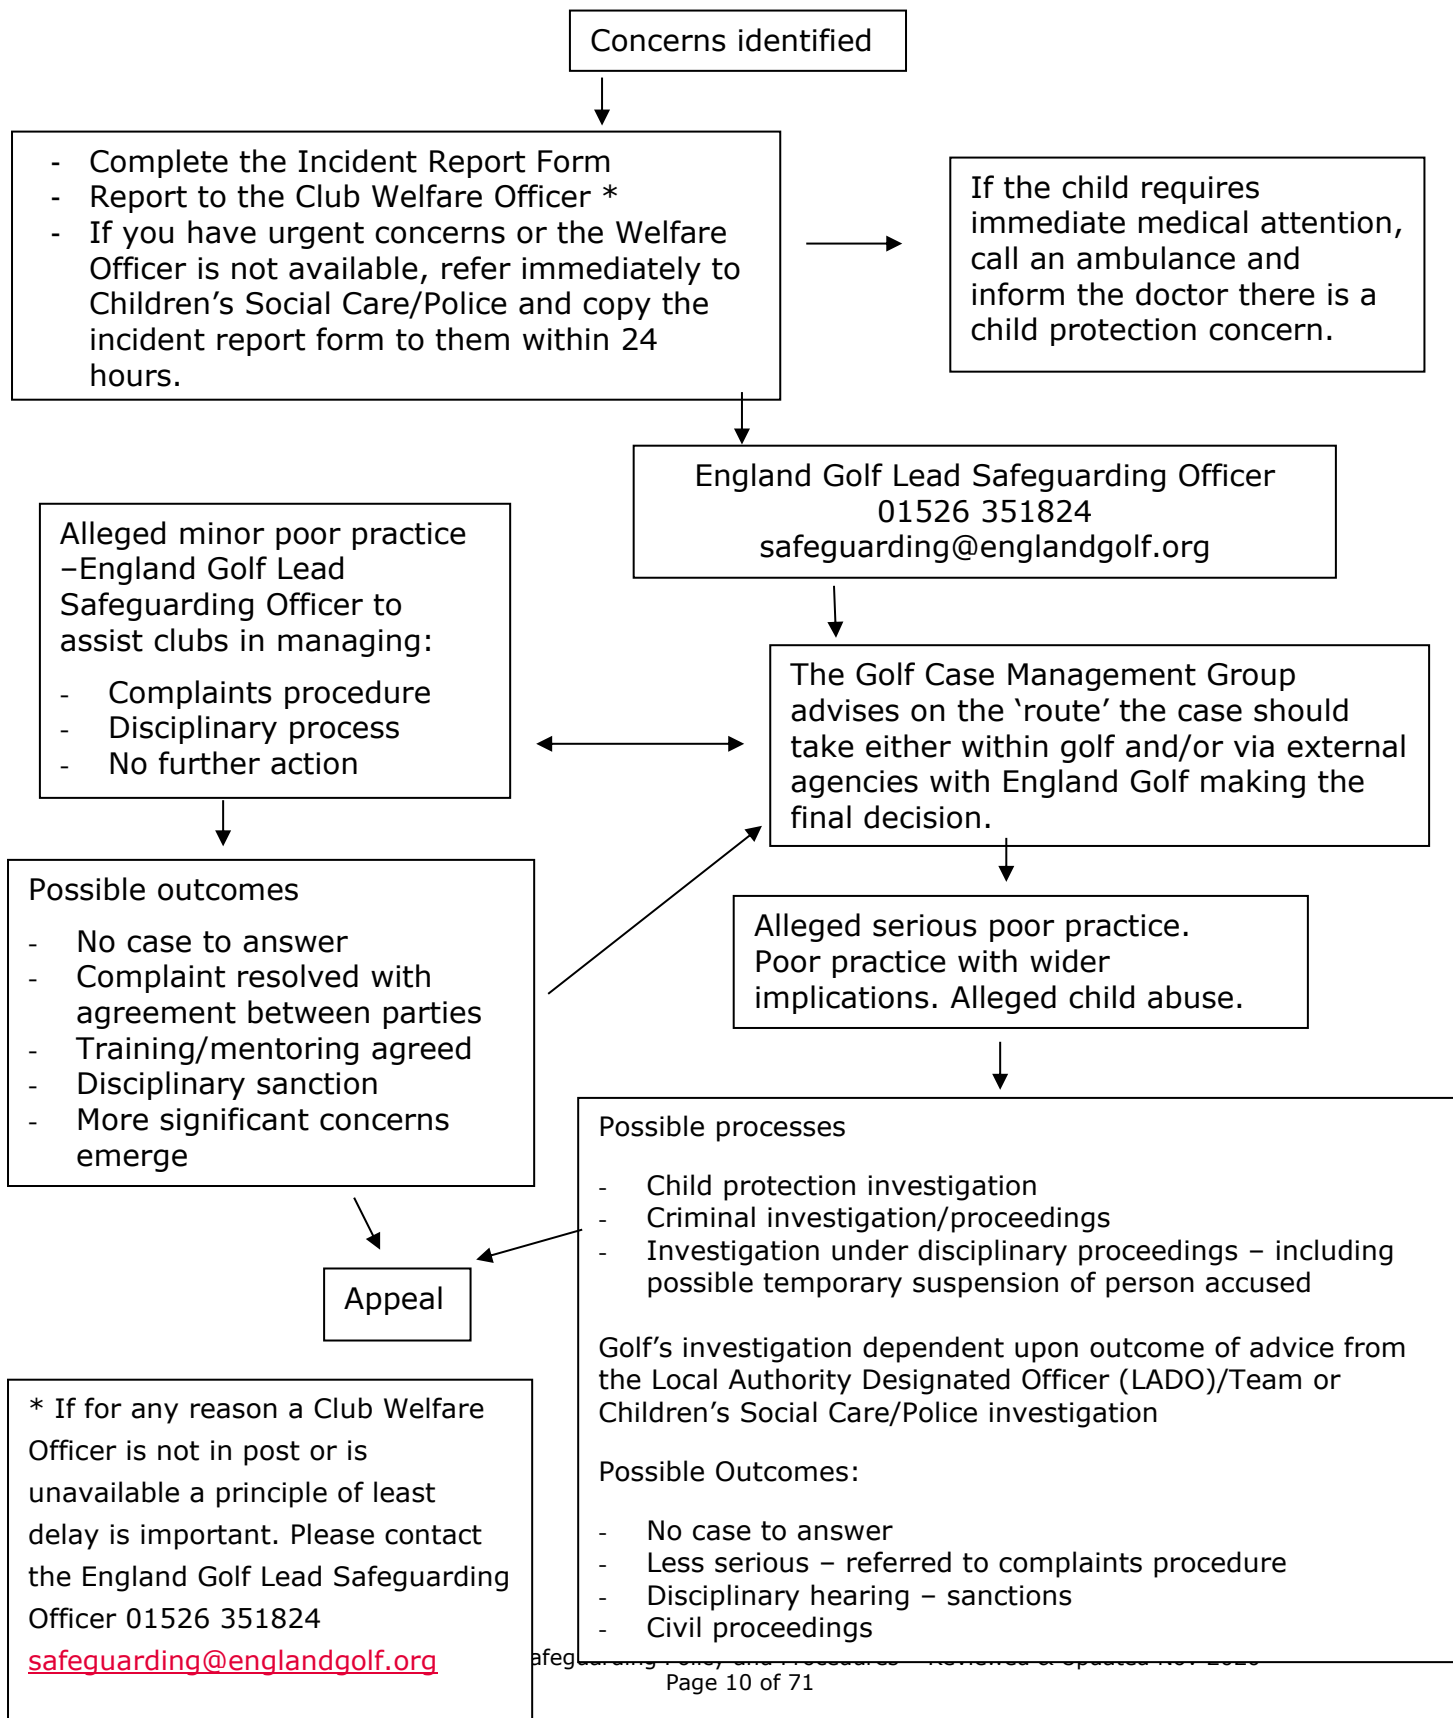 Concerns identified
- Complete the Incident Report Form
- Report to the Club Welfare Officer *
- If you have urgent concerns or the Welfare
Officer is not available, refer immediately to
Children’s Social Care/Police and copy the
incident report form to them within 24
hours.
If the child requires
immediate medical attention,
call an ambulance and
inform the doctor there is a
child protection concern.
England Golf Lead Safeguarding Officer
01526 351824
safeguarding@englandgolf.org
Alleged minor poor practice
–England Golf Lead
Safeguarding Officer to
assist clubs in managing:
- Complaints procedure
- Disciplinary process
- No further action
The Golf Case Management Group
advises on the ‘route’ the case should
take either within golf and/or via external
agencies with England Golf making the
final decision.
Possible outcomes
- No case to answer
- Complaint resolved with
agreement between parties
- Training/mentoring agreed
- Disciplinary sanction
- More significant concerns
emerge
Alleged serious poor practice.
Poor practice with wider
implications. Alleged child abuse.
Possible processes
- Child protection investigation
- Criminal investigation/proceedings
- Investigation under disciplinary proceedings – including
possible temporary suspension of person accused
Golf’s investigation dependent upon outcome of advice from
the Local Authority Designated Officer (LADO)/Team or
Children’s Social Care/Police investigation
Possible Outcomes:
- No case to answer
- Less serious – referred to complaints procedure
- Disciplinary hearing – sanctions
- Civil proceedings
Appeal
* If for any reason a Club Welfare
Officer is not in post or is
unavailable a principle of least
delay is important. Please contact
the England Golf Lead Safeguarding
Officer 01526 351824
safeguarding@englandgolf.org
Page 10 of 71